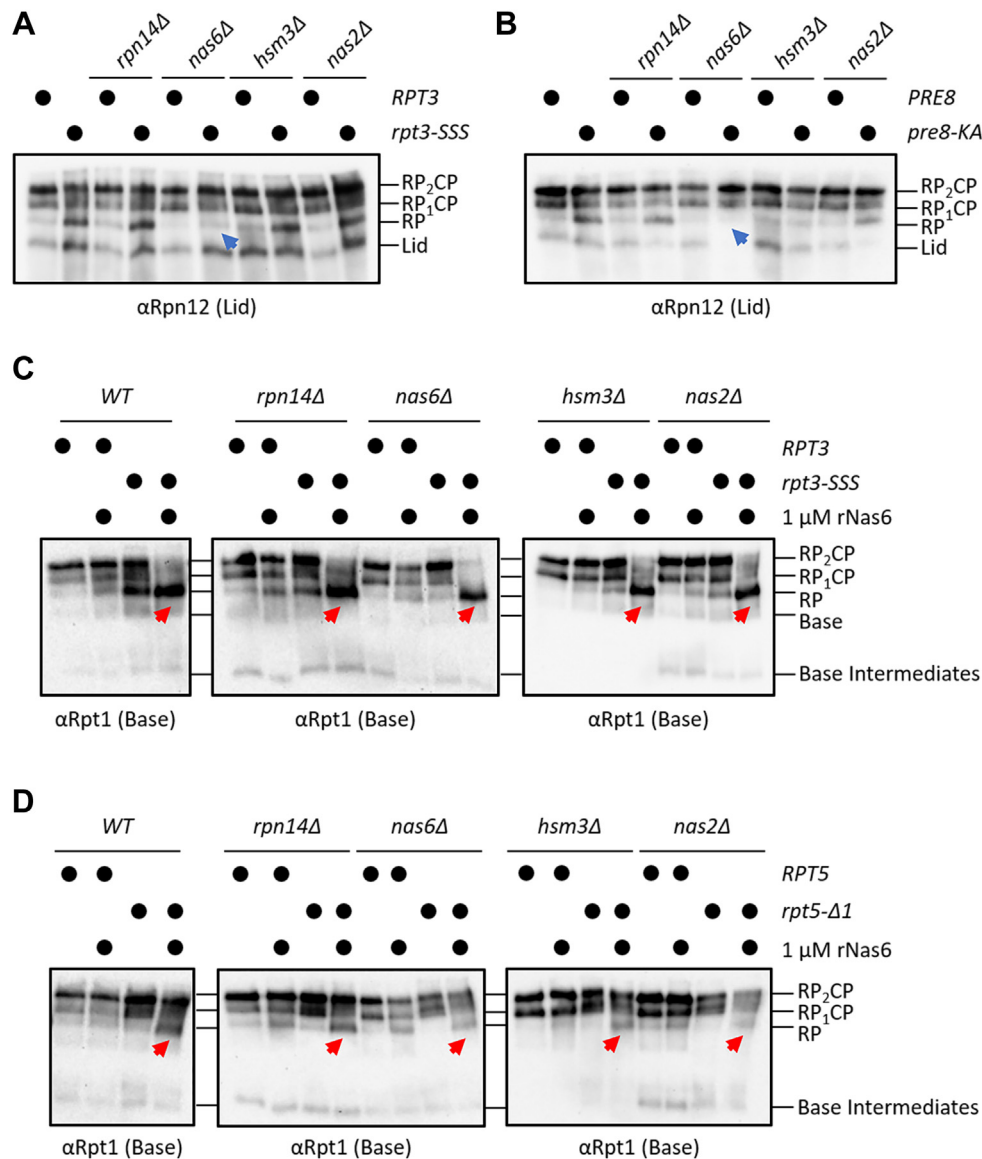 A
rpn14Δ nas6Δ hsm3Δ nas2Δ
RPT3
rpt3-SSS
RP₂CP
RP₁CP
RP
Lid
αRpn12 (Lid)
B
rpn14Δ nas6Δ hsm3Δ nas2Δ
PRE8
pre8-KA
RP₂CP
RP₁CP
RP
Lid
αRpn12 (Lid)
C
WT rpn14Δ nas6Δ hsm3Δ nas2Δ
RPT3
rpt3-SSS
1 µM rNas6
RP₂CP
RP₁CP
RP
Base
Base Intermediates
αRpt1 (Base) αRpt1 (Base) αRpt1 (Base)
D
WT rpn14Δ nas6Δ hsm3Δ nas2Δ
RPT5
rpt5-Δ1
1 µM rNas6
RP₂CP
RP₁CP
RP
Base Intermediates
αRpt1 (Base) αRpt1 (Base) αRpt1 (Base)